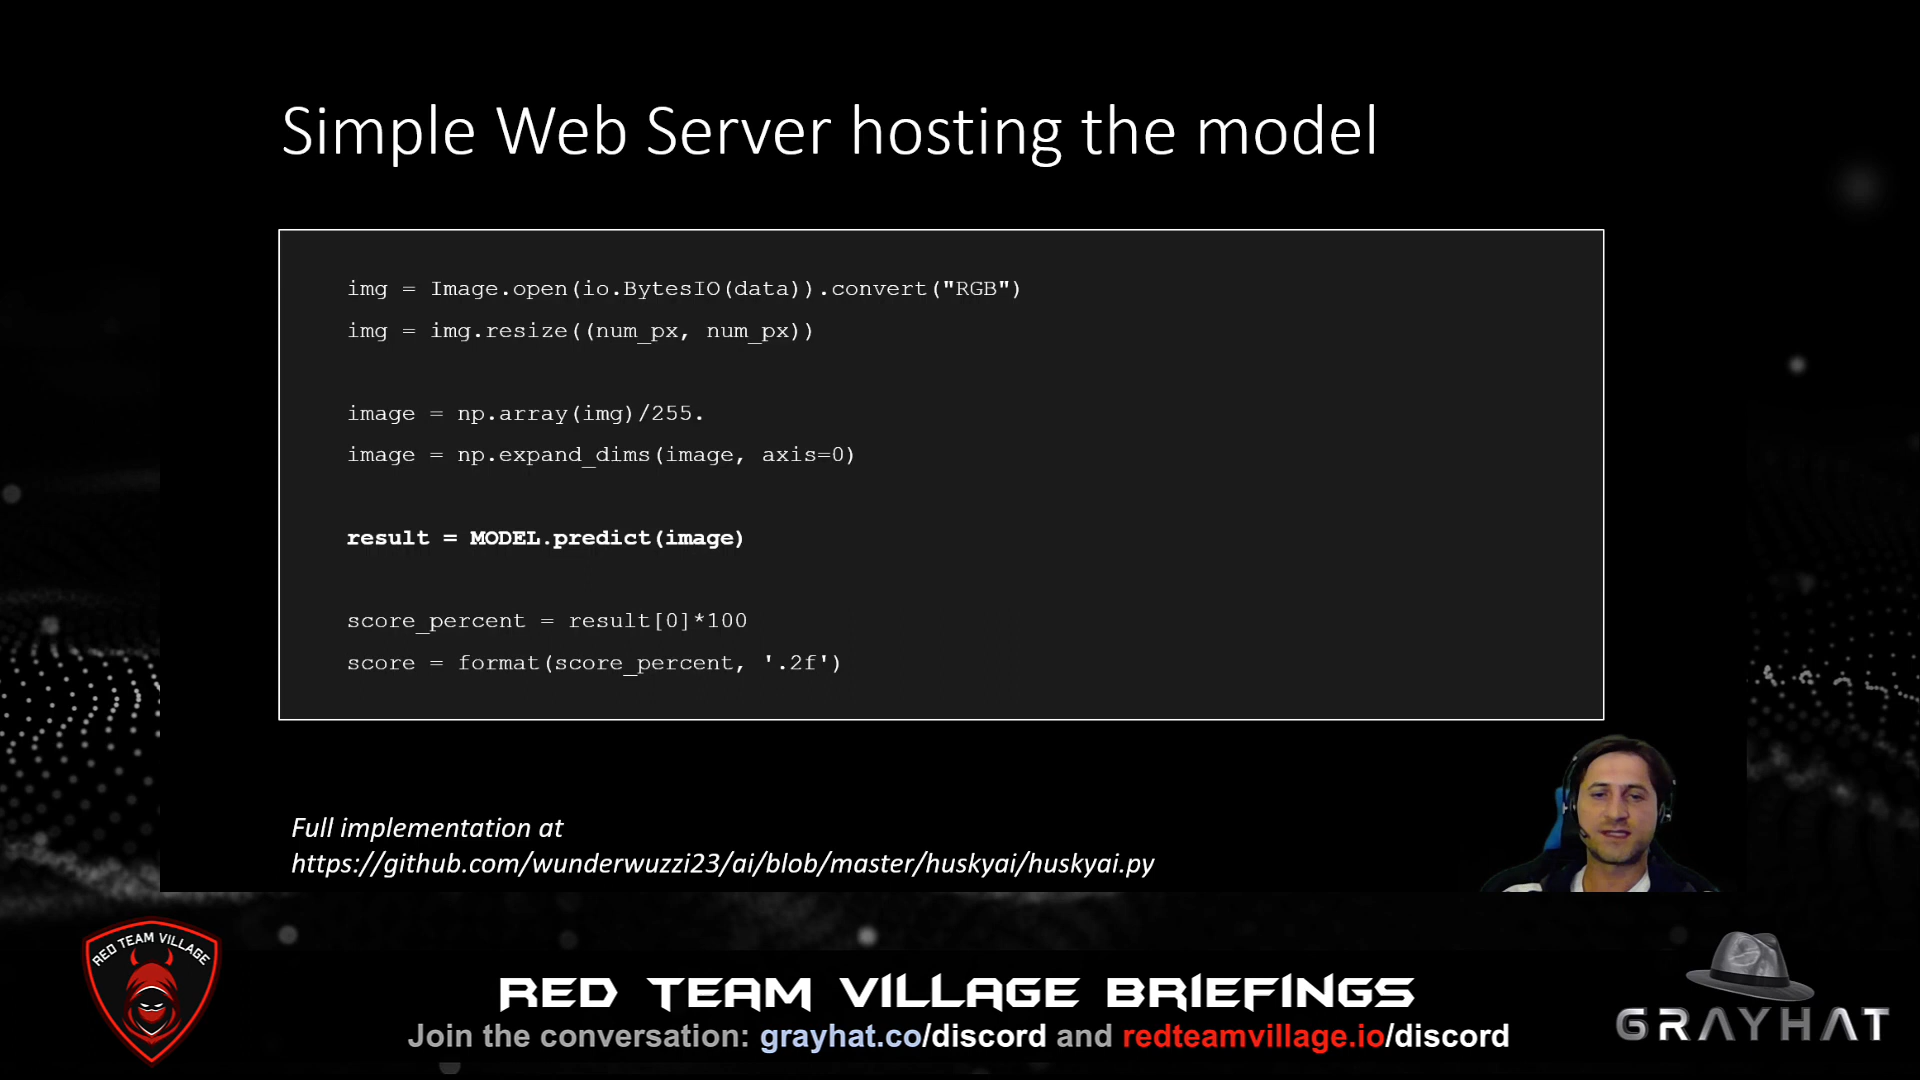 Simple Web Server hosting the model
img = Image.open(io.BytesIO(data)).convert("RGB")
img = img.resize((num_px, num_px))
image = np.array(img)/255.
image = np.expand_dims(image, axis=0)
result = MODEL.predict(image)
score_percent = result[0]*100
score = format(score_percent, '.2f')
Full implementation at
https://github.com/wunderwuzzi23/ai/blob/master/huskyai/huskyai.py
RED TEAM VILLAGE
RED TEAM VILLAGE BRIEFINGS
Join the conversation: grayhat.co/discord and redteamvillage.io/discord
GRAYHAT